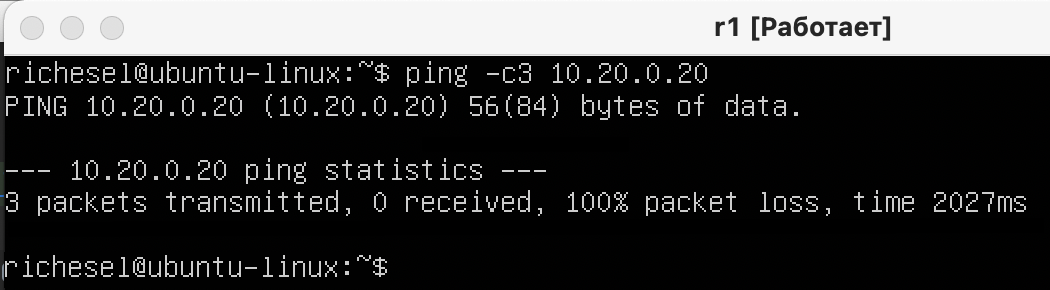 r1 [Работает]
richesel@ubuntu-linux:~$ ping -c3 10.20.0.20
PING 10.20.0.20 (10.20.0.20) 56(84) bytes of data.
--- 10.20.0.20 ping statistics ---
3 packets transmitted, 0 received, 100% packet loss, time 2027ms
richesel@ubuntu-linux:~$